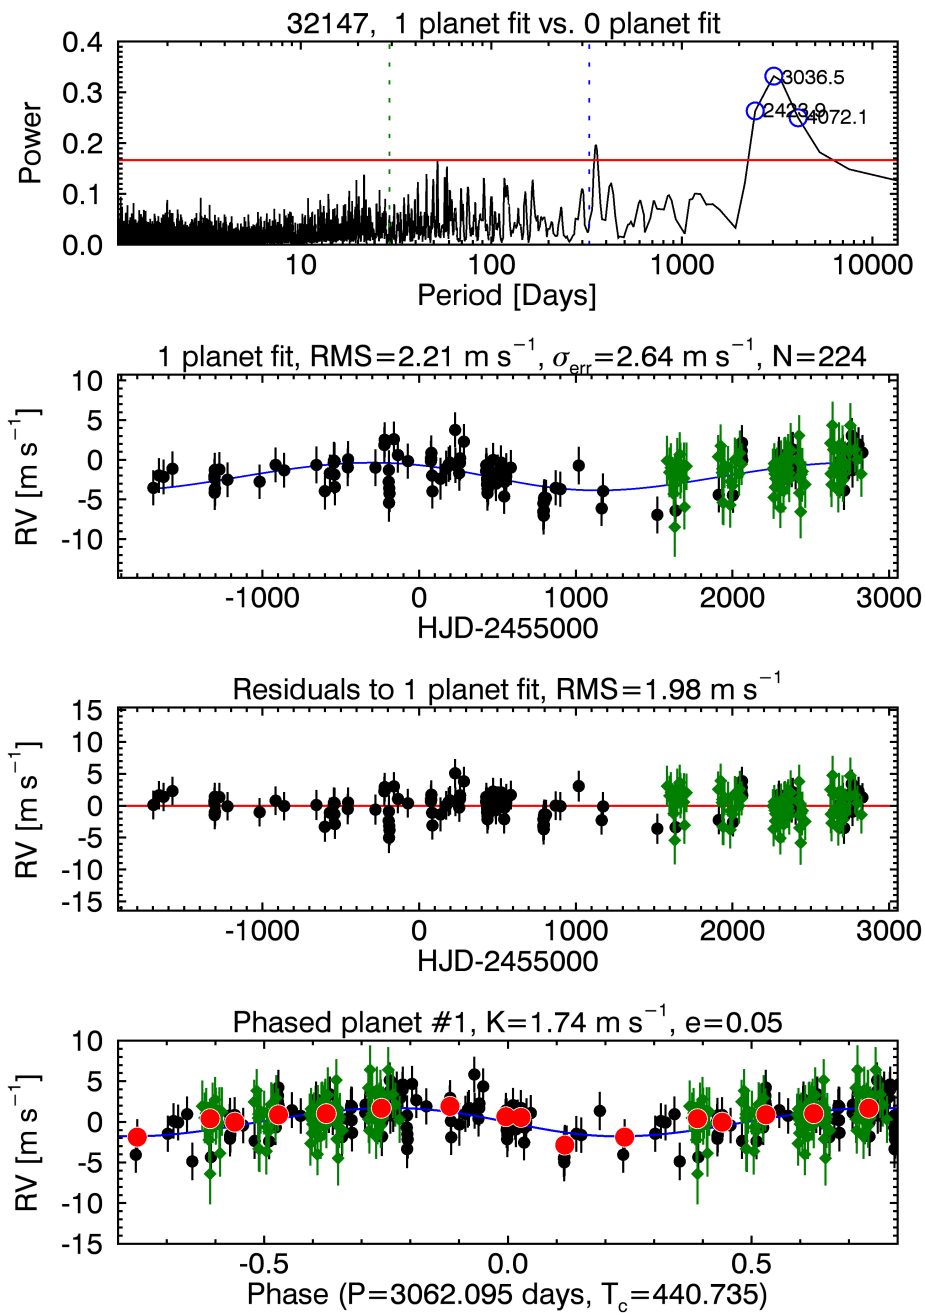 32147, 1 planet fit vs. 0 planet fit
0.4
0.3
0.2
0.1
0.0
Power
3036.5
2423.9
4072.1
10 100 1000 10000
Period [Days]
1 planet fit, RMS=2.21 m s⁻¹, σerr=2.64 m s⁻¹, N=224
10
5
0
-5
-10
RV [m s⁻¹]
-1000 0 1000 2000 3000
HJD-2455000
Residuals to 1 planet fit, RMS=1.98 m s⁻¹
15
10
5
0
-5
-10
-15
RV [m s⁻¹]
-1000 0 1000 2000 3000
HJD-2455000
Phased planet #1, K=1.74 m s⁻¹, e=0.05
10
5
0
-5
-10
-15
RV [m s⁻¹]
-0.5 0.0 0.5
Phase (P=3062.095 days, Tc=440.735)